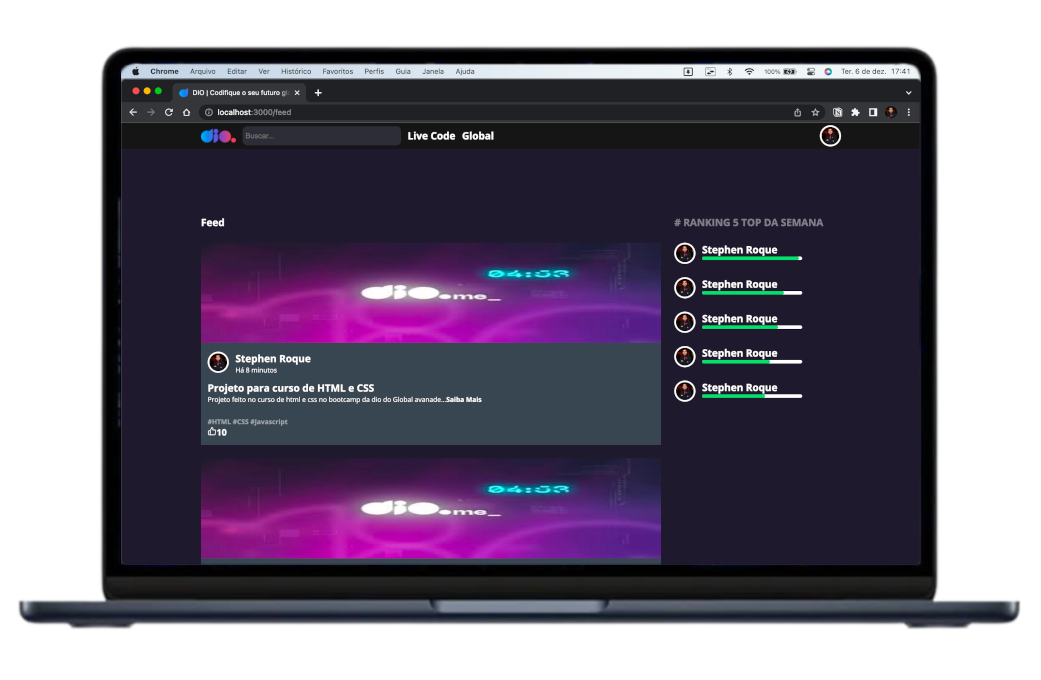 Chrome Arquivo Editar Ver Histórico Favoritos Perfis Guia Janela Ajuda 100% Ter. 6 de dez. 17:41
DIO | Codifique o seu futuro
localhost:3000/feed
dio. Buscar... Live Code Global
Feed
# RANKING 5 TOP DA SEMANA
04:53
dio.me_
Stephen Roque
Há 8 minutos
Projeto para curso de HTML e CSS
Projeto feito no curso de html e css no bootcamp da dio do Global avanade...Saiba Mais
#HTML #CSS #Javascript
10
04:53
dio.me_
Stephen Roque
Stephen Roque
Stephen Roque
Stephen Roque
Stephen Roque